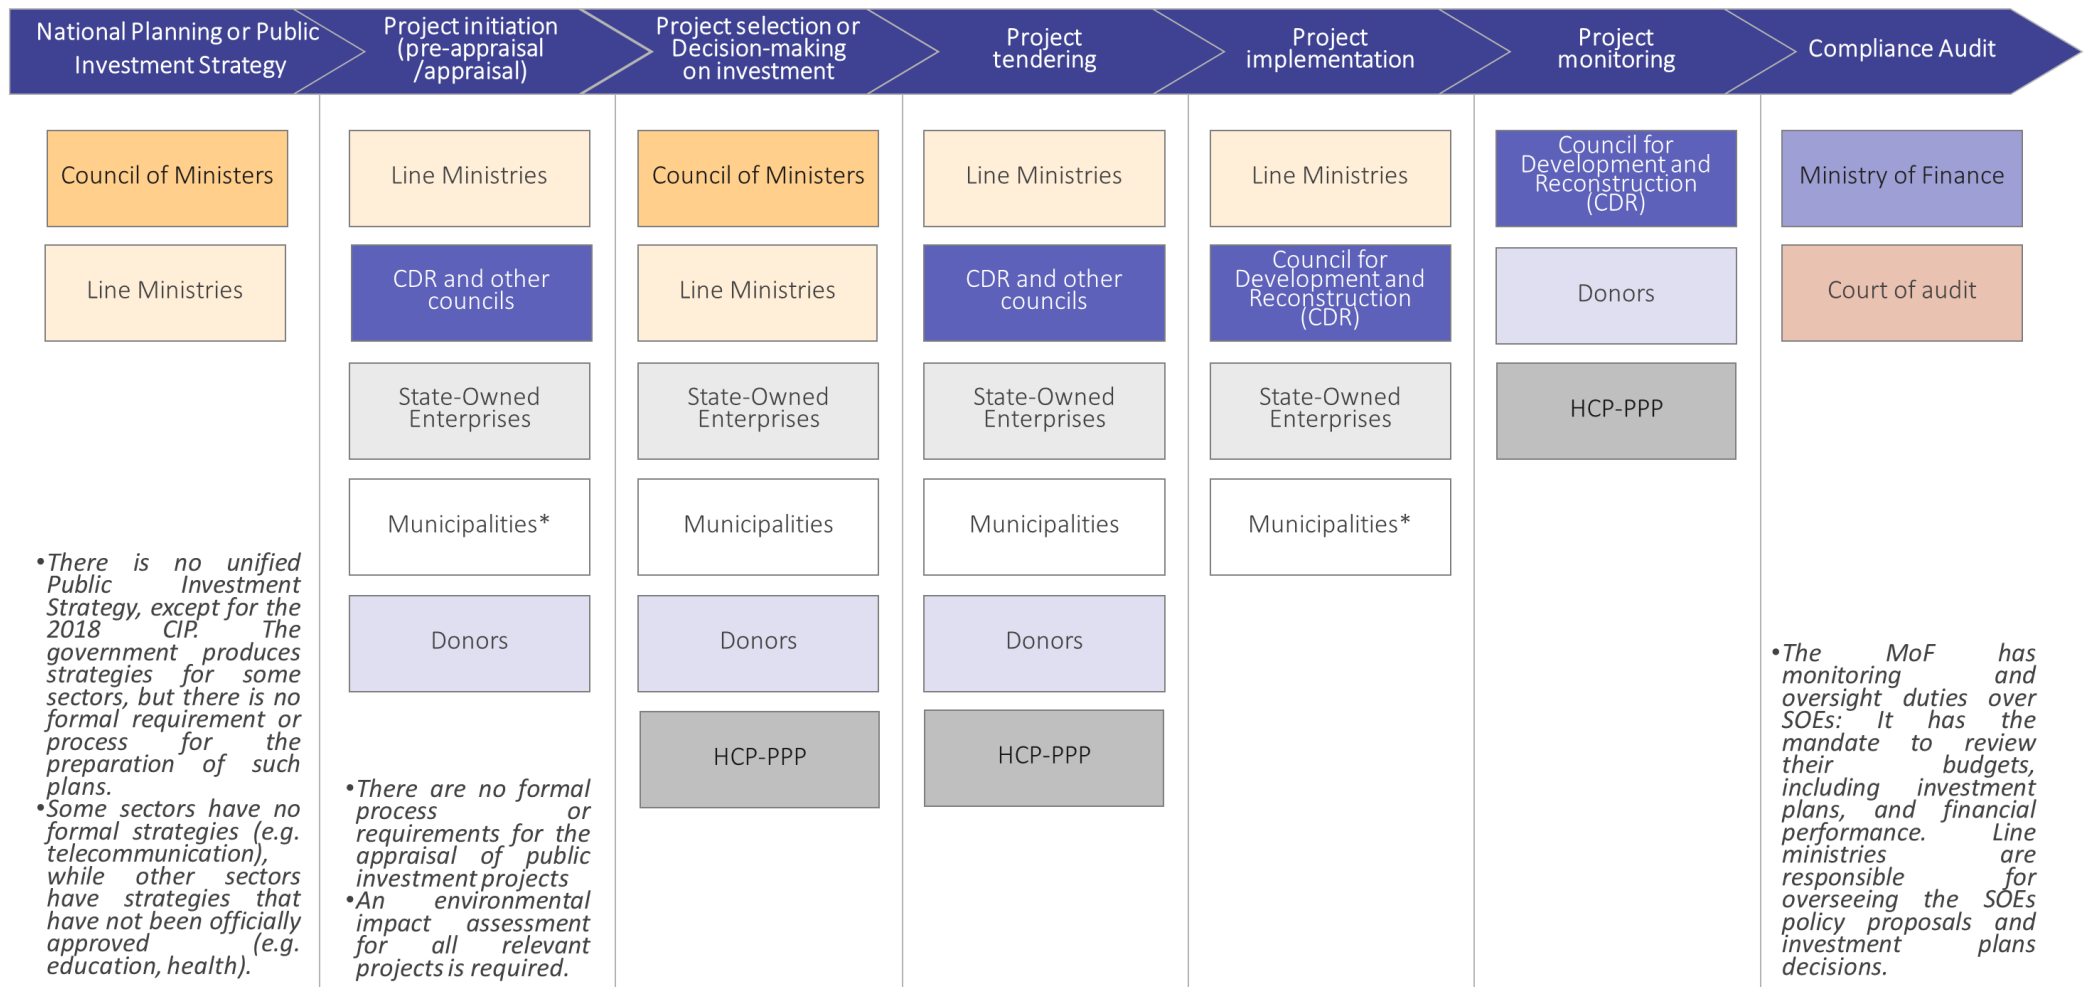 National Planning or Public
Investment Strategy
Project initiation
(pre-appraisal
/appraisal)
Project selection or
Decision-making
on investment
Project
tendering
Project
implementation
Project
monitoring
Compliance Audit
Council of Ministers
Line Ministries
•There is no unified
Public Investment
Strategy, except for the
2018 CIP. The
government produces
strategies for some
sectors, but there is no
formal requirement or
process for the
preparation of such
plans.
•Some sectors have no
formal strategies (e.g.
telecommunication),
while other sectors
have strategies that
have not been officially
approved (e.g.
education, health).
Line Ministries
CDR and other
councils
State-Owned
Enterprises
Municipalities*
Donors
•There are no formal
process or
requirements for the
appraisal of public
investment projects
•An environmental
impact assessment
for all relevant
projects is required.
Council of Ministers
Line Ministries
State-Owned
Enterprises
Municipalities
Donors
HCP-PPP
Line Ministries
CDR and other
councils
State-Owned
Enterprises
Municipalities
Donors
HCP-PPP
Line Ministries
Council for
Development and
Reconstruction
(CDR)
State-Owned
Enterprises
Municipalities*
Council for
Development and
Reconstruction
(CDR)
Donors
HCP-PPP
Ministry of Finance
Court of audit
•The MoF has
monitoring and
oversight duties over
SOEs: It has the
mandate to review
their budgets,
including investment
plans, and financial
performance. Line
ministries are
responsible for
overseeing the SOEs
policy proposals and
investment plans
decisions.